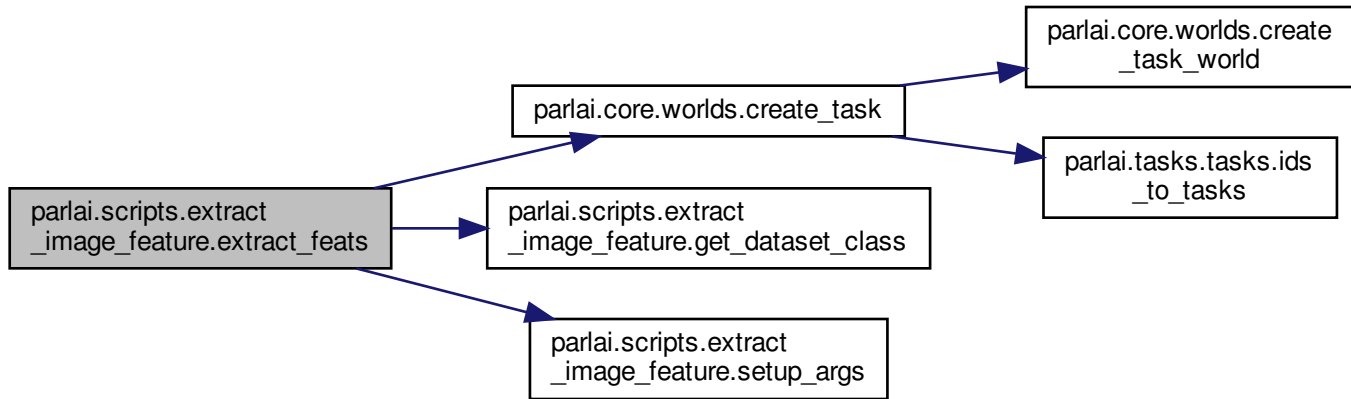 parlai.scripts.extract
_image_feature.extract_feats
parlai.core.worlds.create_task
parlai.core.worlds.create
_task_world
parlai.tasks.tasks.ids
_to_tasks
parlai.scripts.extract
_image_feature.get_dataset_class
parlai.scripts.extract
_image_feature.setup_args